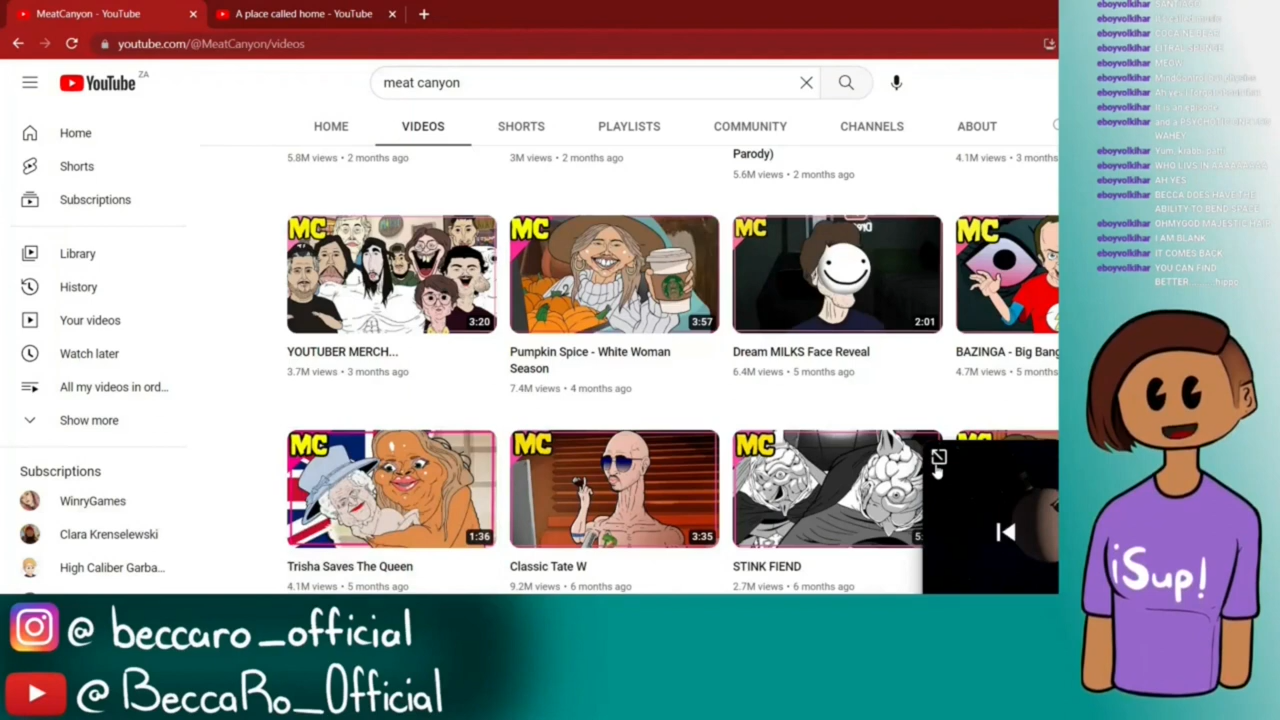 MeatCanyon - YouTube
A place called home - YouTube
youtube.com/@MeatCanyon/videos
YouTube ZA
meat canyon
HOME VIDEOS SHORTS PLAYLISTS COMMUNITY CHANNELS ABOUT
Home
Shorts
Subscriptions
Library
History
Your videos
Watch later
All my videos in ord...
Show more
Subscriptions
WinryGames
Clara Krenselewski
High Caliber Garba...
5.8M views • 2 months ago
3M views • 2 months ago
Parody)
5.6M views • 2 months ago
4.1M views • 3 months
MC
3:20
YOUTUBER MERCH...
3.7M views • 3 months ago
MC
3:57
Pumpkin Spice - White Woman
Season
7.4M views • 4 months ago
MC
2:01
Dream MILKS Face Reveal
6.4M views • 5 months ago
MC
BAZINGA - Big Bang
4.7M views • 5 months
MC
1:36
Trisha Saves The Queen
4.1M views • 5 months ago
MC
3:35
Classic Tate W
9.2M views • 6 months ago
MC
5:
STINK FIEND
2.7M views • 6 months ago
eboyvolkihar
eboyvolkihar
eboyvolkihar
eboyvolkihar
eboyvolkihar MEOW
eboyvolkihar
eboyvolkihar
eboyvolkihar
eboyvolkihar and a
WAHEY
eboyvolkihar
eboyvolkihar
eboyvolkihar AH YES
eboyvolkihar BECCA DOES HAVE THE
ABILITY TO BEND SPACE
eboyvolkihar
eboyvolkihar I AM BLANK
eboyvolkihar IT COMES BACK
eboyvolkihar YOU CAN FIND
BETTER..........hippo
iSup!
@ beccaro_official
@BeccaRo_Official